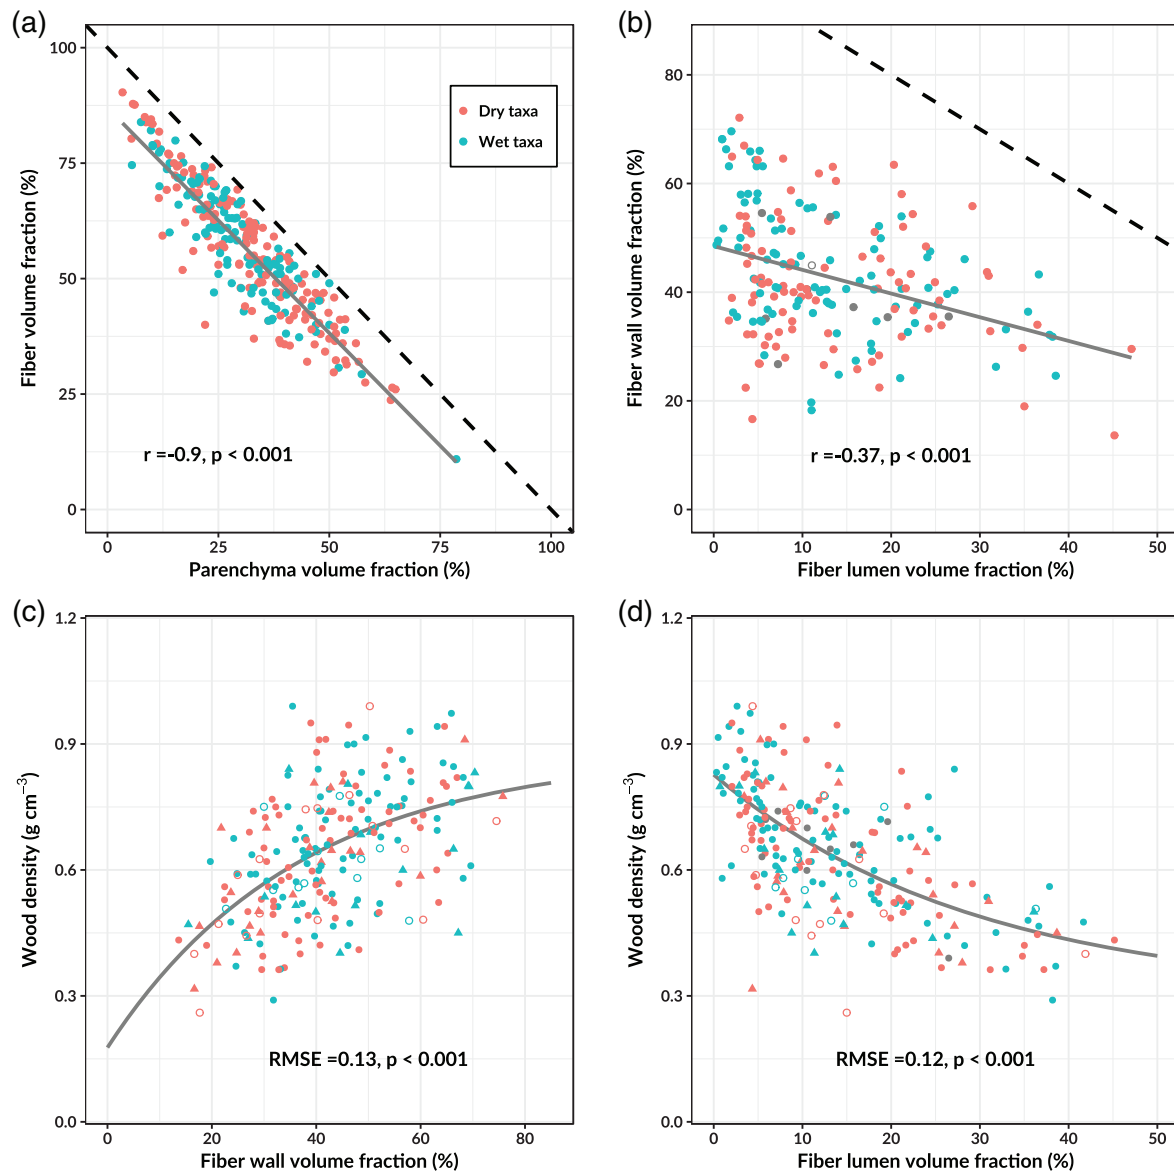 (a)
Fiber volume fraction (%)
100
75
50
25
0
Dry taxa
Wet taxa
r =-0.9, p < 0.001
0 25 50 75 100
Parenchyma volume fraction (%)
(b)
Fiber wall volume fraction (%)
80
60
40
20
0
r =-0.37, p < 0.001
0 10 20 30 40 50
Fiber lumen volume fraction (%)
(c)
Wood density (g cm⁻³)
1.2
0.9
0.6
0.3
0.0
RMSE =0.13, p < 0.001
0 20 40 60 80
Fiber wall volume fraction (%)
(d)
Wood density (g cm⁻³)
1.2
0.9
0.6
0.3
0.0
RMSE =0.12, p < 0.001
0 10 20 30 40 50
Fiber lumen volume fraction (%)